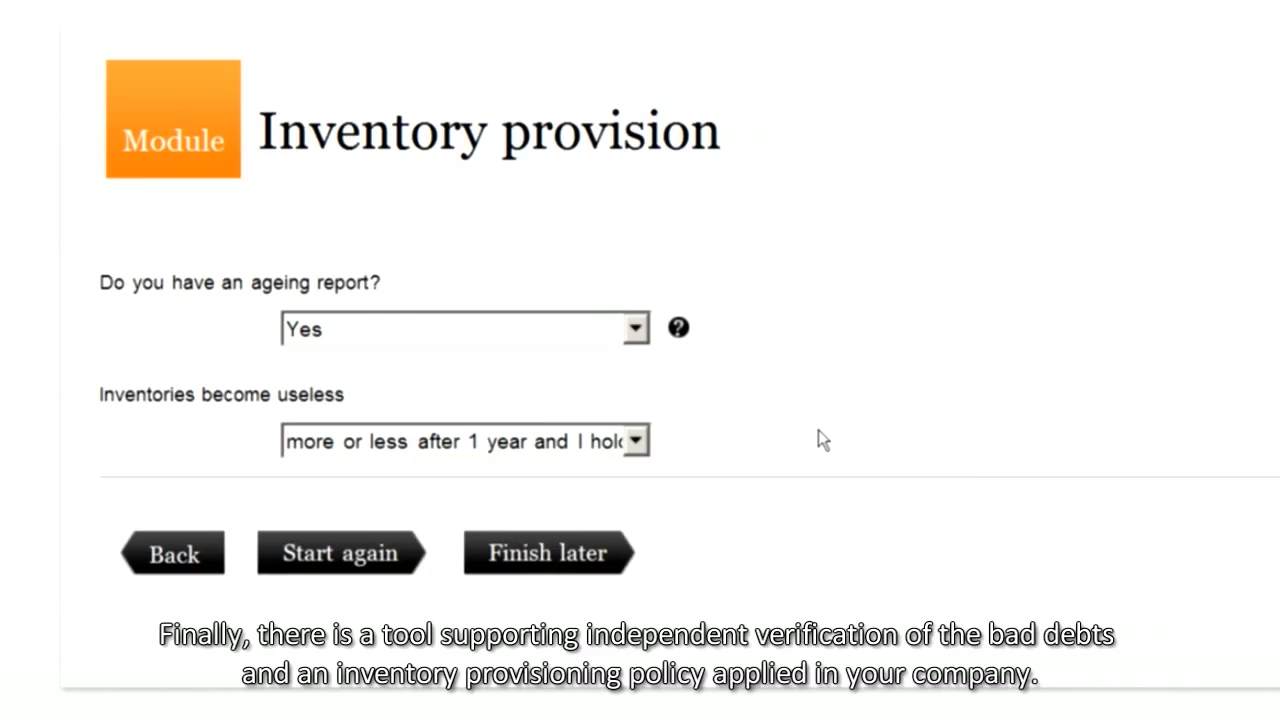 Module
Inventory provision
Do you have an ageing report?
Yes
?
Inventories become useless
more or less after 1 year and I hold
Back
Start again
Finish later
Finally, there is a tool supporting independent verification of the bad debts
and an inventory provisioning policy applied in your company.